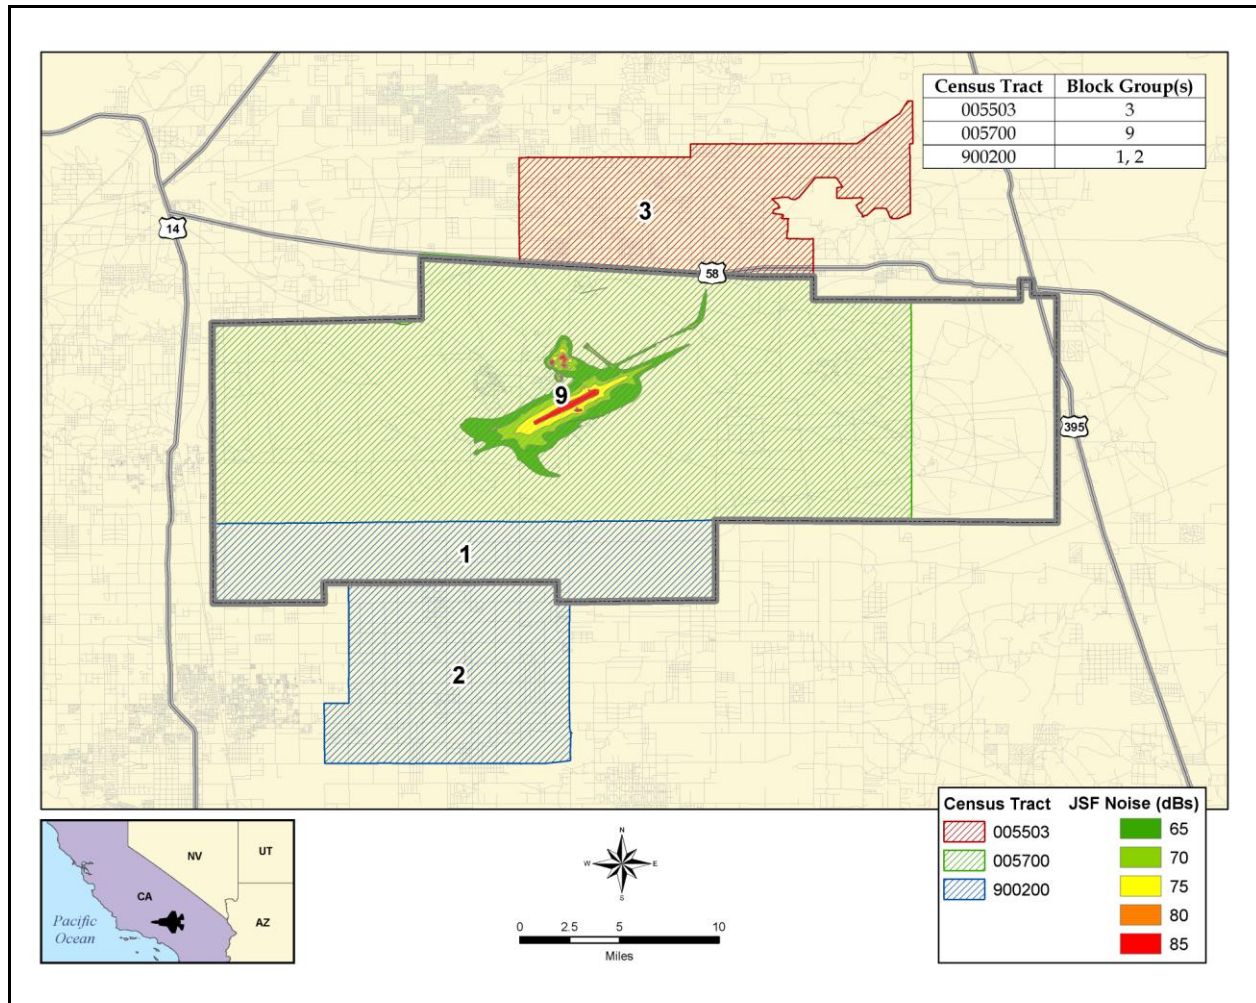 Census Tract Block Group(s)
005503 3
005700 9
900200 1, 2
3
14
58
9
395
1
2
Census Tract JSF Noise (dBs)
005503 65
005700 70
900200 75
80
85
NV UT
CA
AZ
Pacific
Ocean
N
W E
S
0 2.5 5 10
Miles